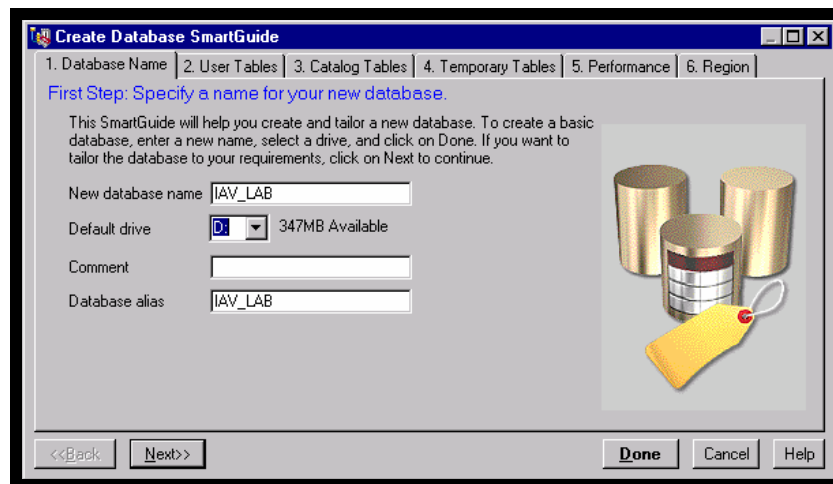 Create Database SmartGuide
1. Database Name 2. User Tables 3. Catalog Tables 4. Temporary Tables 5. Performance 6. Region
First Step: Specify a name for your new database.
This SmartGuide will help you create and tailor a new database. To create a basic
database, enter a new name, select a drive, and click on Done. If you want to
tailor the database to your requirements, click on Next to continue.
New database name IAV_LAB
Default drive D: 347MB Available
Comment
Database alias IAV_LAB
<<Back Next>> Done Cancel Help